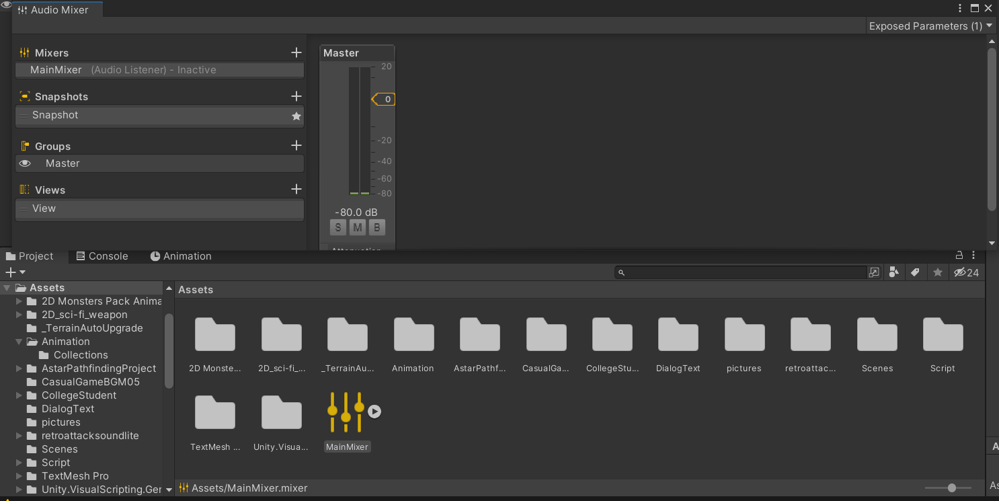 Audio Mixer
Exposed Parameters (1)
Mixers
MainMixer (Audio Listener) - Inactive
Snapshots
Snapshot
Groups
Master
Views
View
Master
20
0
-20
-40
-60
-80
-80.0 dB
S M B
Attenuation
Project Console Animation
24
Assets
2D Monsters Pack Anima
2D_sci-fi_weapon
_TerrainAutoUpgrade
Animation
Collections
AstarPathfindingProject
CasualGameBGM05
CollegeStudent
DialogText
pictures
retroattacksoundlite
Scenes
Script
TextMesh Pro
Unity.VisualScripting.Ger
Assets
2D Monste... 2D_sci-fi_... _TerrainAu... Animation AstarPathf... CasualGa... CollegeStu... DialogText pictures retroattac... Scenes Script
TextMesh ... Unity.Visua... MainMixer
Assets/MainMixer.mixer
A
As